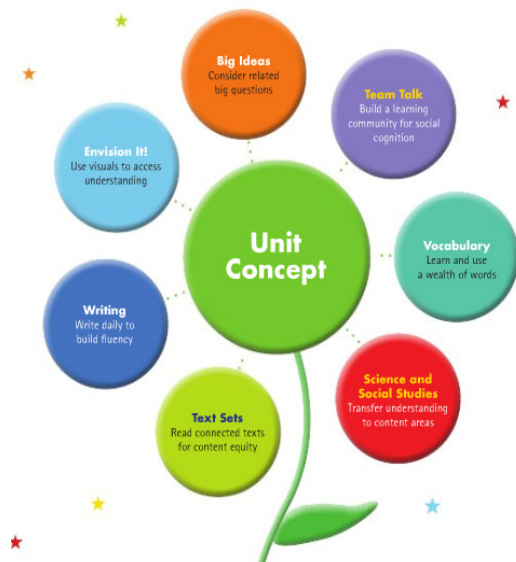 Big Ideas
Consider related
big questions
Team Talk
Build a learning
community for social
cognition
Envision It!
Use visuals to access
understanding
Unit
Concept
Vocabulary
Learn and use
a wealth of words
Writing
Write daily to
build fluency
Science and
Social Studies
Transfer understanding
to content areas
Text Sets
Read connected texts
for content equity